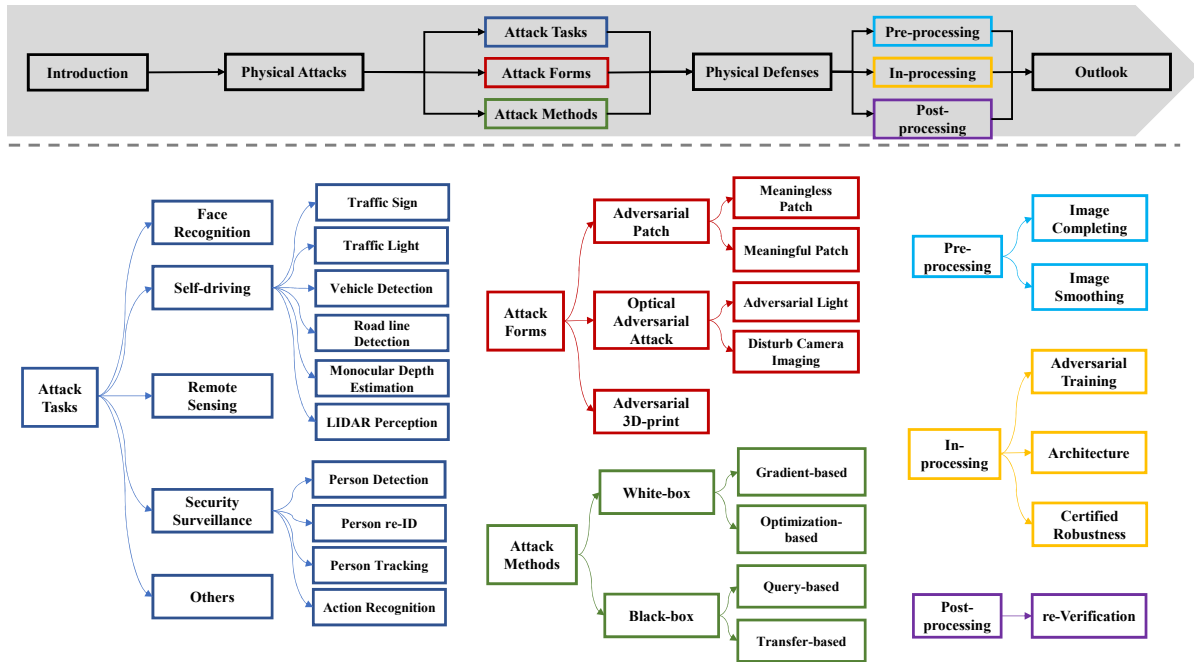 Introduction
Physical Attacks
Attack Tasks
Attack Forms
Attack Methods
Physical Defenses
Pre-processing
In-processing
Post-
processing
Outlook
Attack
Tasks
Face
Recognition
Self-driving
Remote
Sensing
Security
Surveillance
Others
Traffic Sign
Traffic Light
Vehicle Detection
Road line
Detection
Monocular Depth
Estimation
LIDAR Perception
Person Detection
Person re-ID
Person Tracking
Action Recognition
Attack
Forms
Adversarial
Patch
Optical
Adversarial
Attack
Adversarial
3D-print
Meaningless
Patch
Meaningful Patch
Adversarial Light
Disturb Camera
Imaging
Attack
Methods
White-box
Black-box
Gradient-based
Optimization-
based
Query-based
Transfer-based
Pre-
processing
Image
Completing
Image
Smoothing
In-
processing
Adversarial
Training
Architecture
Certified
Robustness
Post-
processing
re-Verification